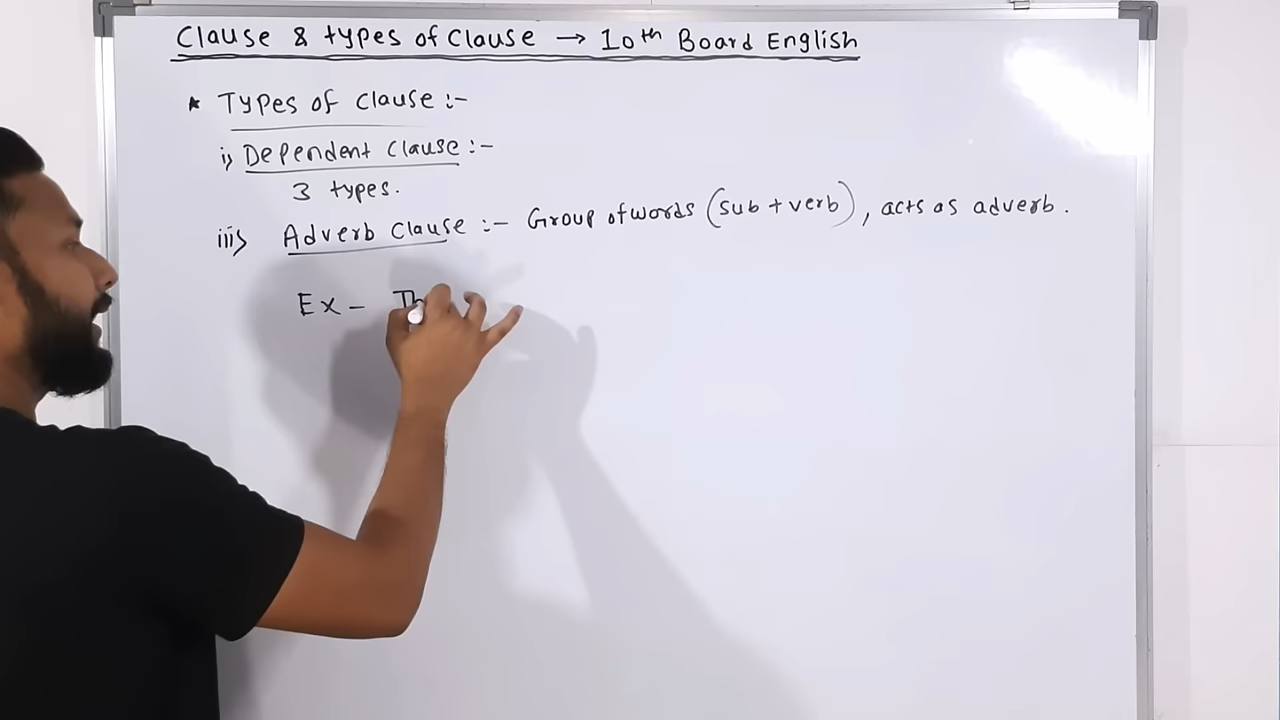 Clause & types of Clause → 10th Board English
* Types of clause :-
i) Dependent Clause :-
3 types.
iii) Adverb Clause :- Group of words (sub + verb), acts as adverb.
Ex - Th